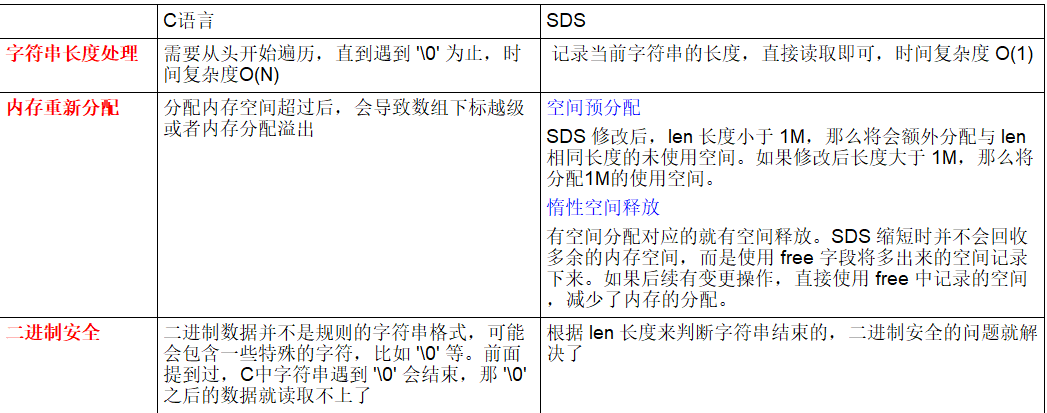 C语言
SDS
字符串长度处理
需要从头开始遍历，直到遇到 '\0' 为止，时
间复杂度O(N)
记录当前字符串的长度，直接读取即可，时间复杂度 O(1)
内存重新分配
分配内存空间超过后，会导致数组下标越级
或者内存分配溢出
空间预分配
SDS 修改后，len 长度小于 1M，那么将会额外分配与 len
相同长度的未使用空间。如果修改后长度大于 1M，那么将
分配1M的使用空间。
惰性空间释放
有空间分配对应的就有空间释放。SDS 缩短时并不会回收
多余的内存空间，而是使用 free 字段将多出来的空间记录
下来。如果后续有变更操作，直接使用 free 中记录的空间
，减少了内存的分配。
二进制安全
二进制数据并不是规则的字符串格式，可能
会包含一些特殊的字符，比如 '\0' 等。前面
提到过，C中字符串遇到 '\0' 会结束，那 '\0'
之后的数据就读取不上了
根据 len 长度来判断字符串结束的，二进制安全的问题就解
决了